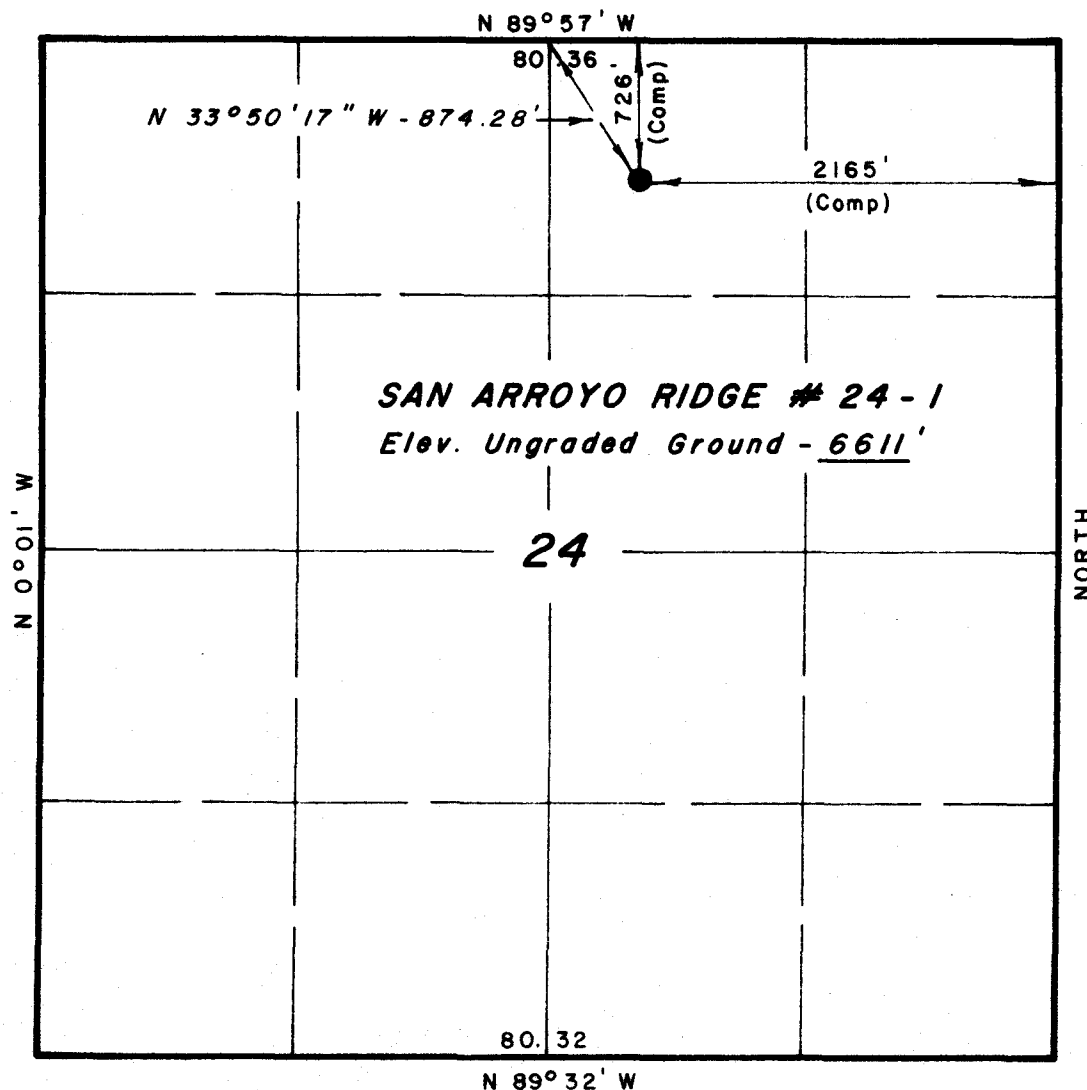 N 89°57' W
80.36
N 33°50'17" W - 874.28'
726'
(Comp)
2165'
(Comp)
SAN ARROYO RIDGE # 24-1
Elev. Ungraded Ground - 6611'
N 0°01' W
24
NORTH
80.32
N 89°32' W